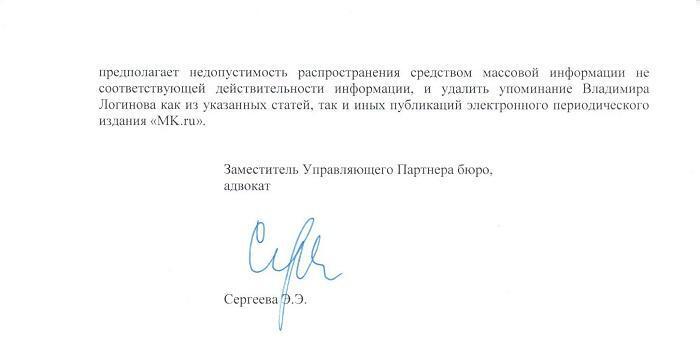 предполагает недопустимость распространения средством массовой информации не
соответствующей действительности информации, и удалить упоминание Владимира
Логинова как из указанных статей, так и иных публикаций электронного периодического
издания «MK.ru».
Заместитель Управляющего Партнера бюро,
адвокат
Сергеева Э.Э.